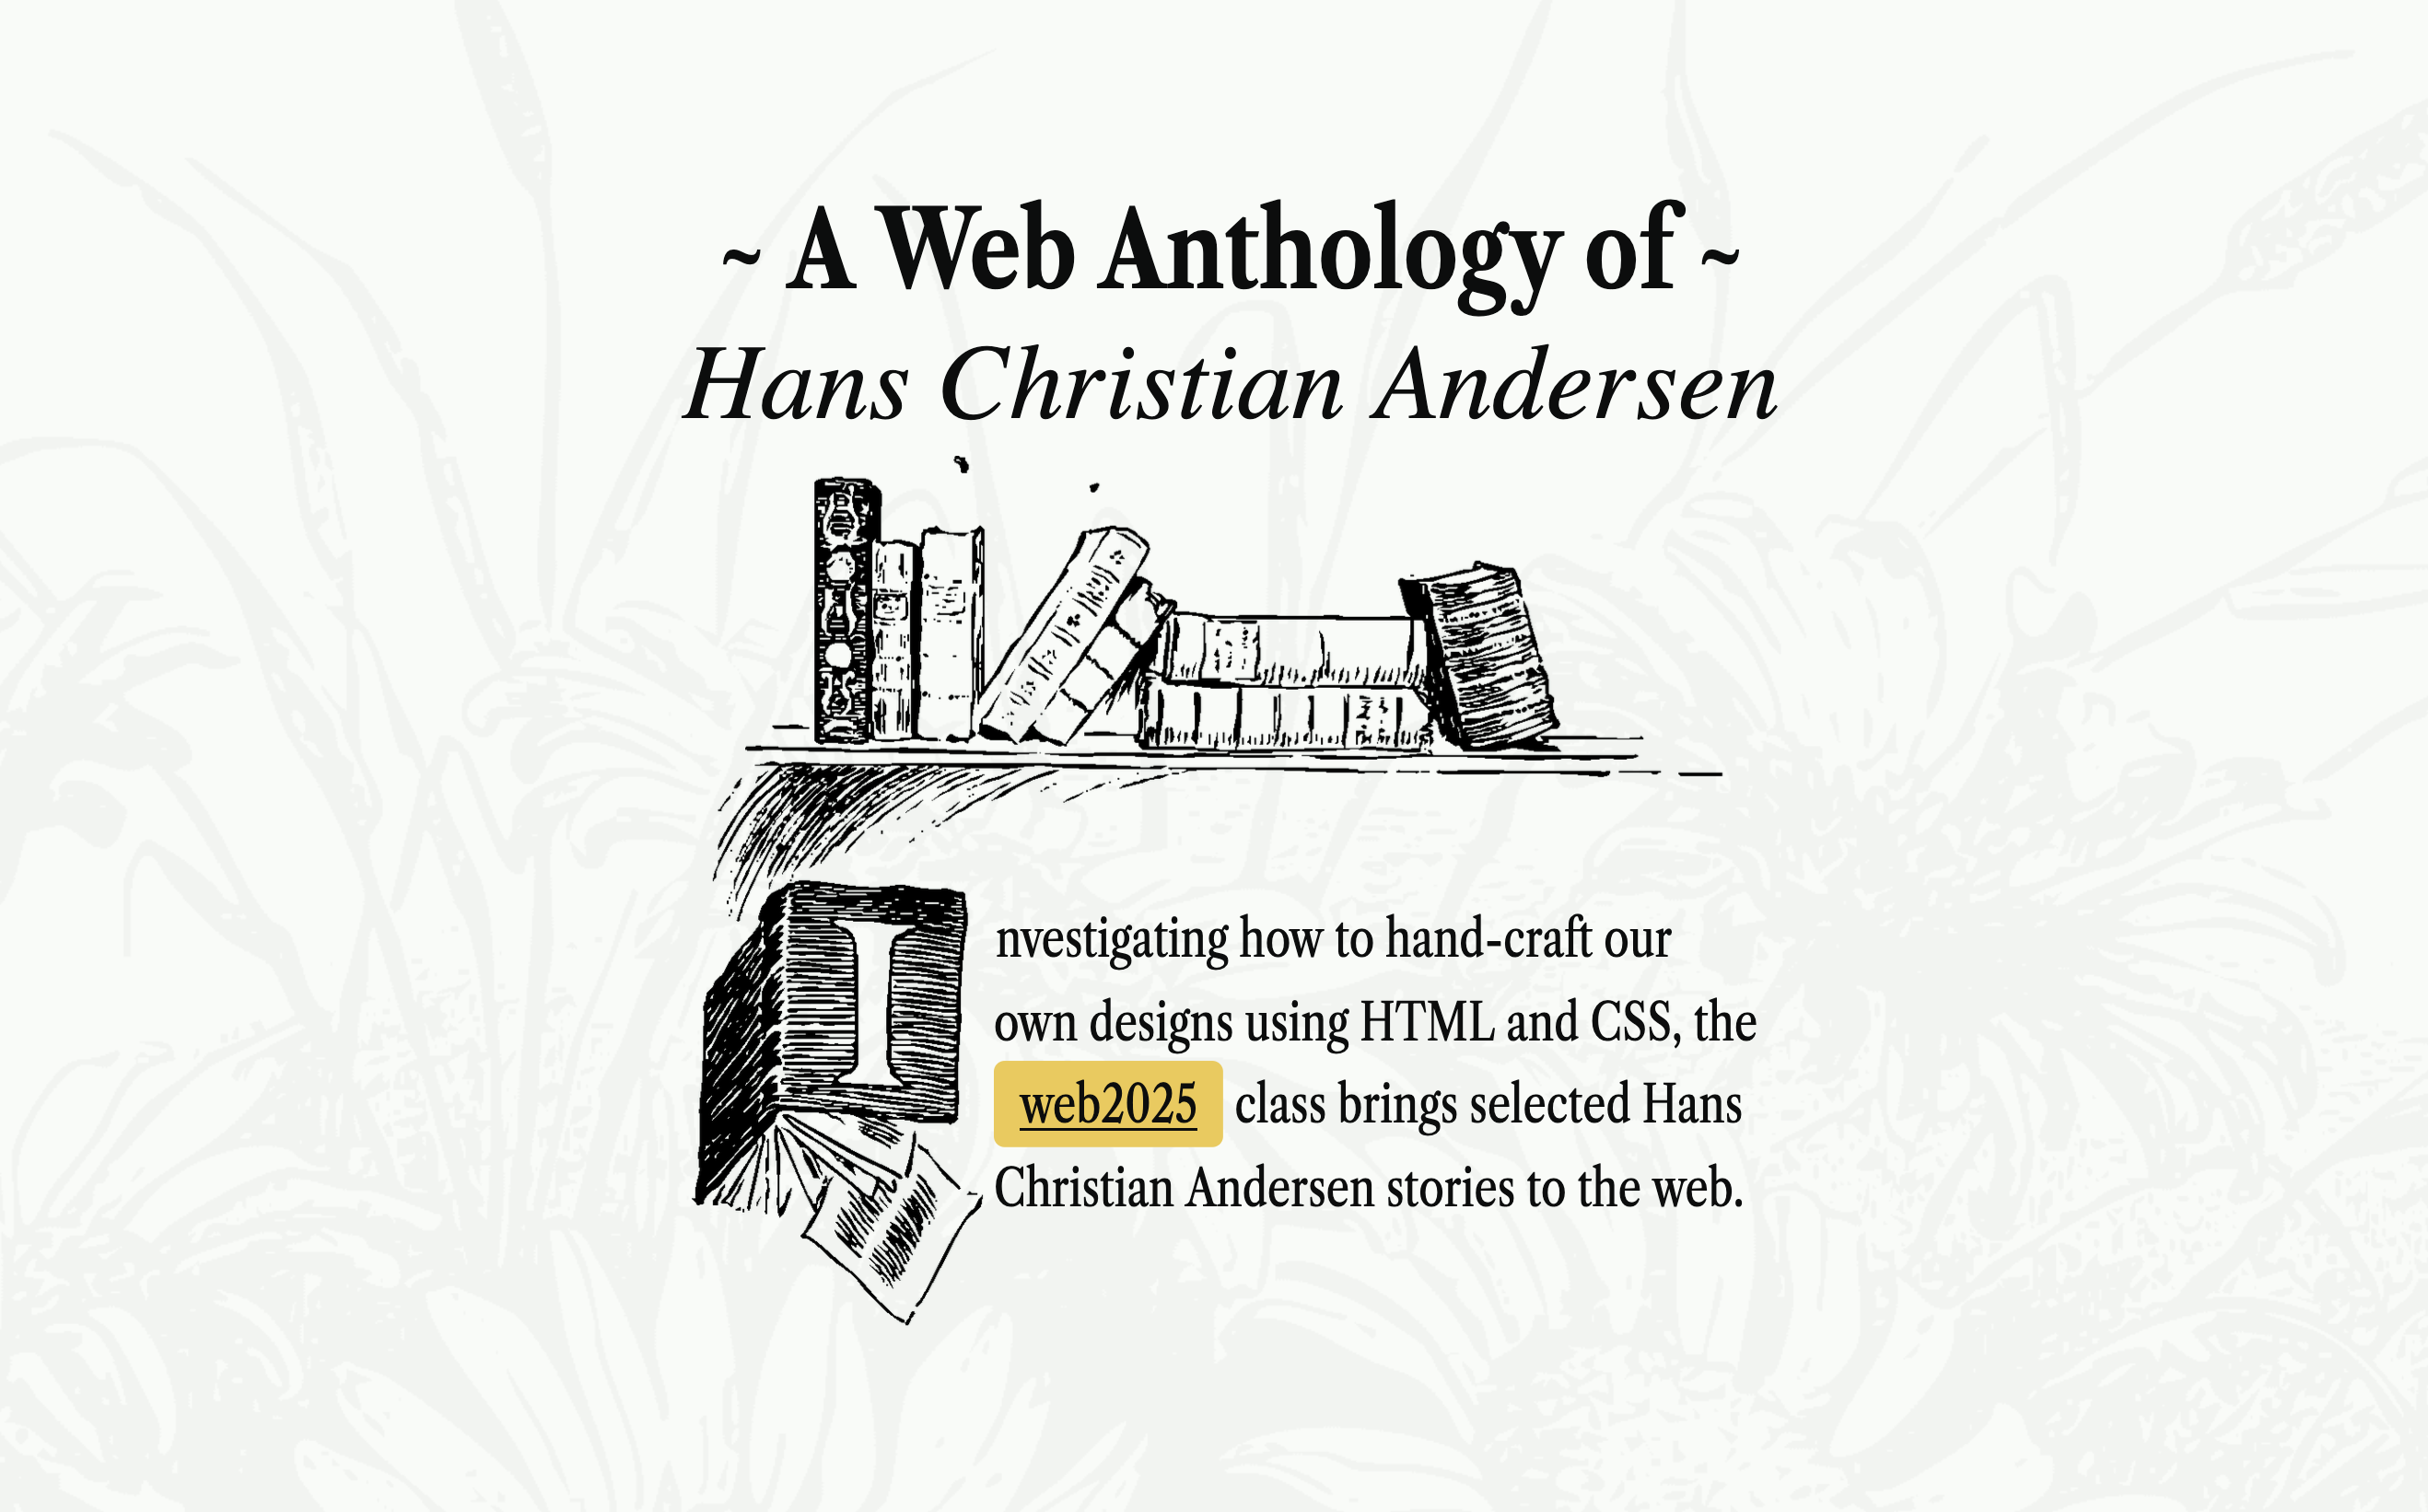 ~ A Web Anthology of ~
Hans Christian Andersen
Investigating how to hand-craft our
own designs using HTML and CSS, the
web2025 class brings selected Hans
Christian Andersen stories to the web.